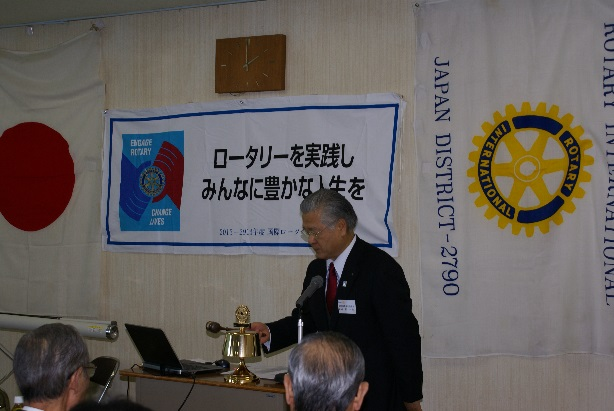 ENGAGE
ROTARY
CHANGE
LIVES
ロータリーを実践し
みんなに豊かな人生を
JAPAN DISTRICT-2790
ROTARY INTERNATIONAL
ROTARY
INTERNATIONAL